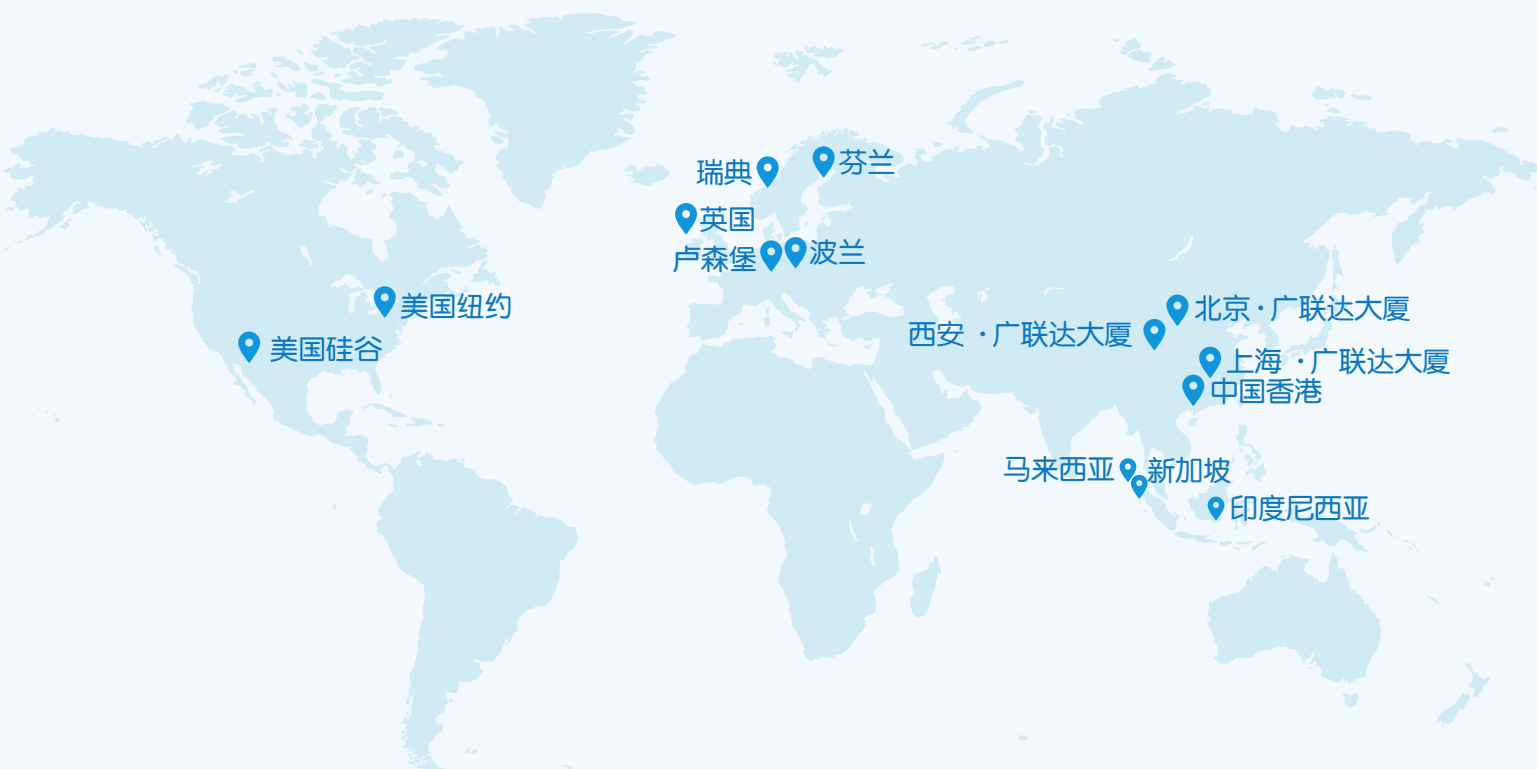 瑞典
芬兰
英国
卢森堡
波兰
美国纽约
美国硅谷
北京·广联达大厦
西安 ·广联达大厦
上海 ·广联达大厦
中国香港
马来西亚
新加坡
印度尼西亚